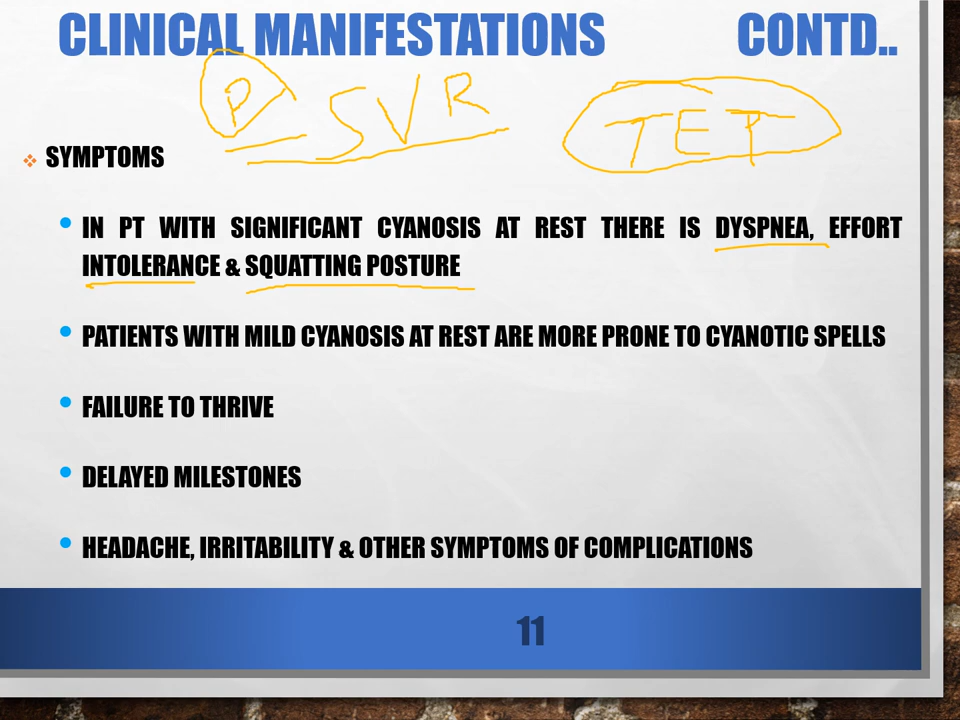 CLINICAL MANIFESTATIONS CONTD..
P SVR TET
SYMPTOMS
IN PT WITH SIGNIFICANT CYANOSIS AT REST THERE IS DYSPNEA, EFFORT
INTOLERANCE & SQUATTING POSTURE
PATIENTS WITH MILD CYANOSIS AT REST ARE MORE PRONE TO CYANOTIC SPELLS
FAILURE TO THRIVE
DELAYED MILESTONES
HEADACHE, IRRITABILITY & OTHER SYMPTOMS OF COMPLICATIONS
11